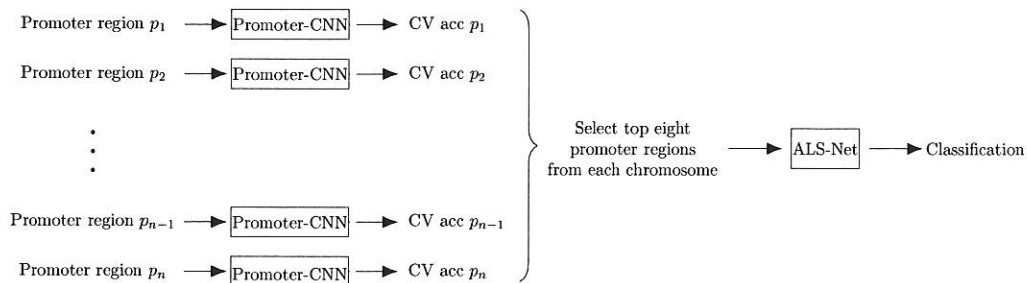 Promoter region p₁ Promoter-CNN CV acc p₁
Promoter region p₂ Promoter-CNN CV acc p₂
Select top eight
promoter regions
from each chromosome
ALS-Net
Classification
Promoter region pₙ₋₁ Promoter-CNN CV acc pₙ₋₁
Promoter region pₙ Promoter-CNN CV acc pₙ